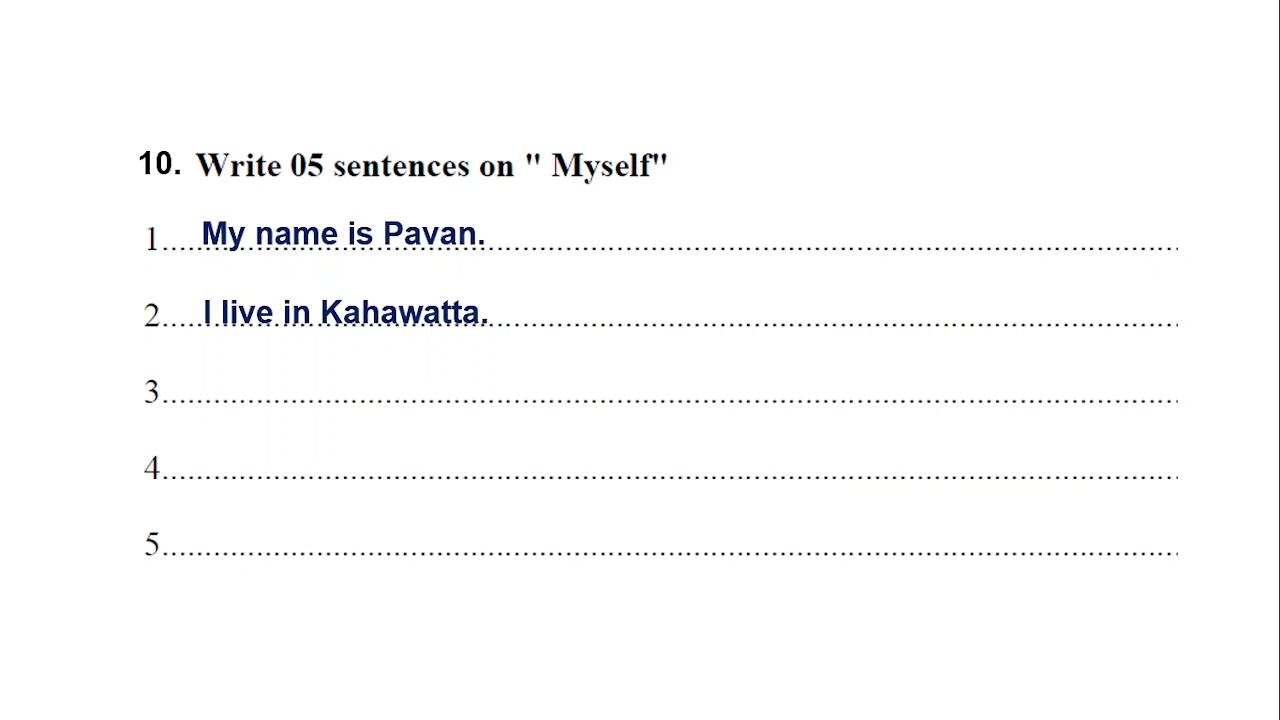 10. Write 05 sentences on " Myself"
1.... My name is Pavan. ....................................................................
2.... I live in Kahawatta. ....................................................................
3....................................................................................................
4....................................................................................................
5....................................................................................................